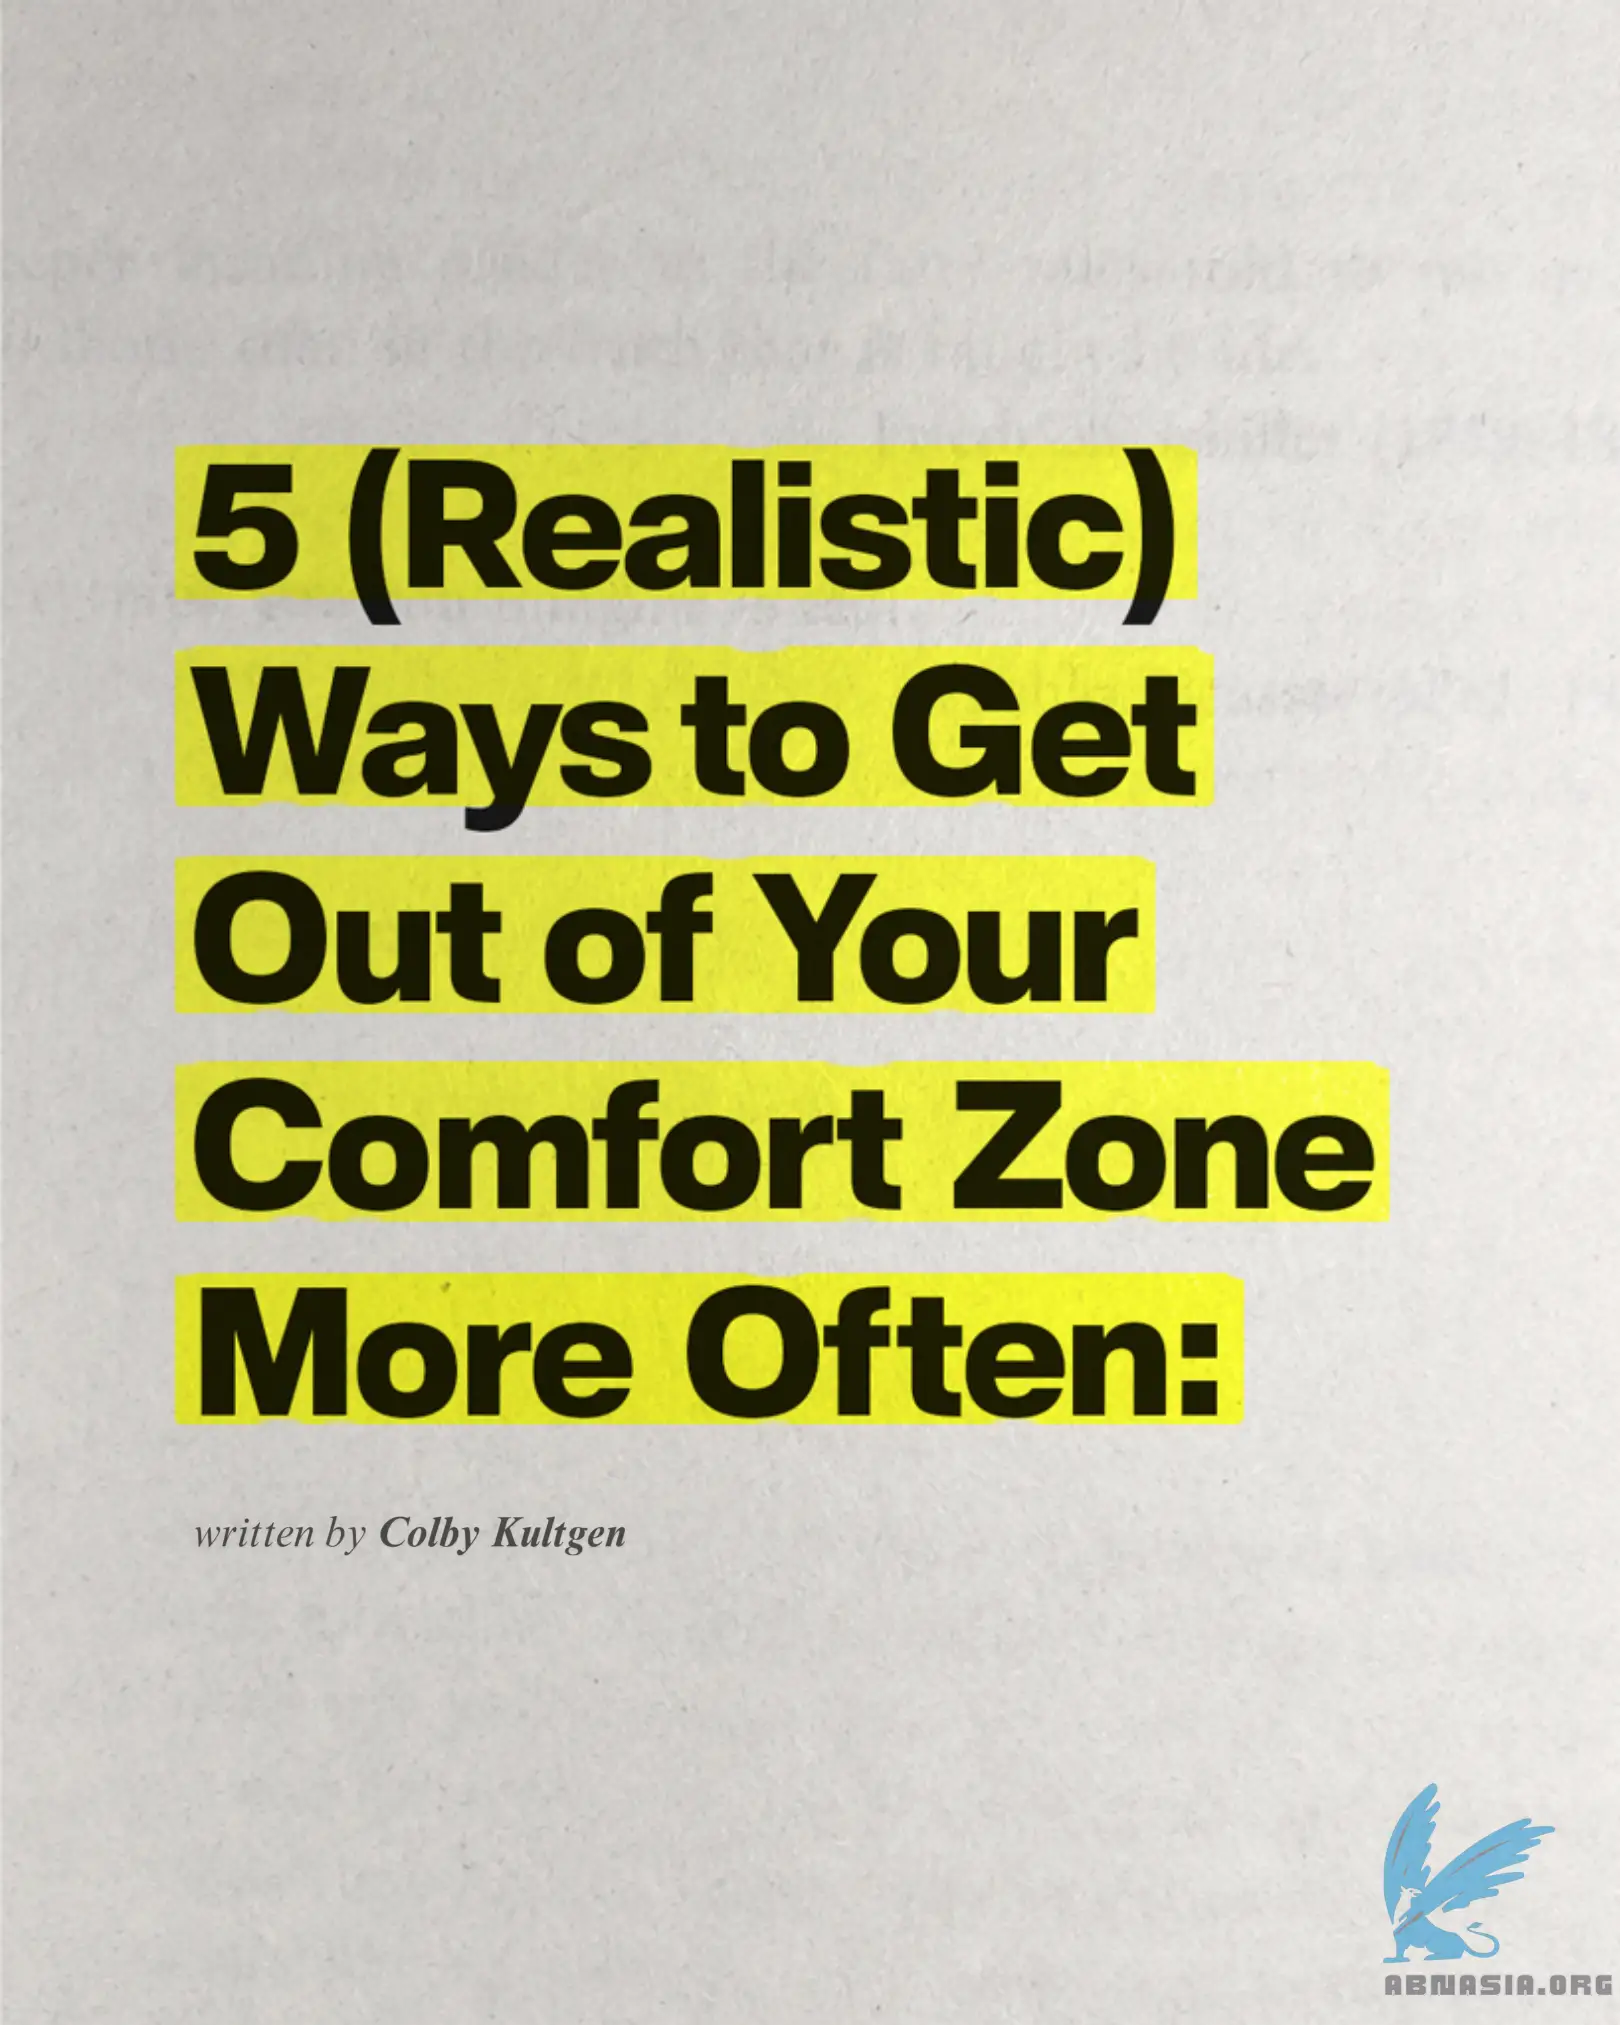 5 (Realistic)
Ways to Get
Out of Your
Comfort Zone
More Often:
written by Colby Kultgen
ABNASIA.ORG